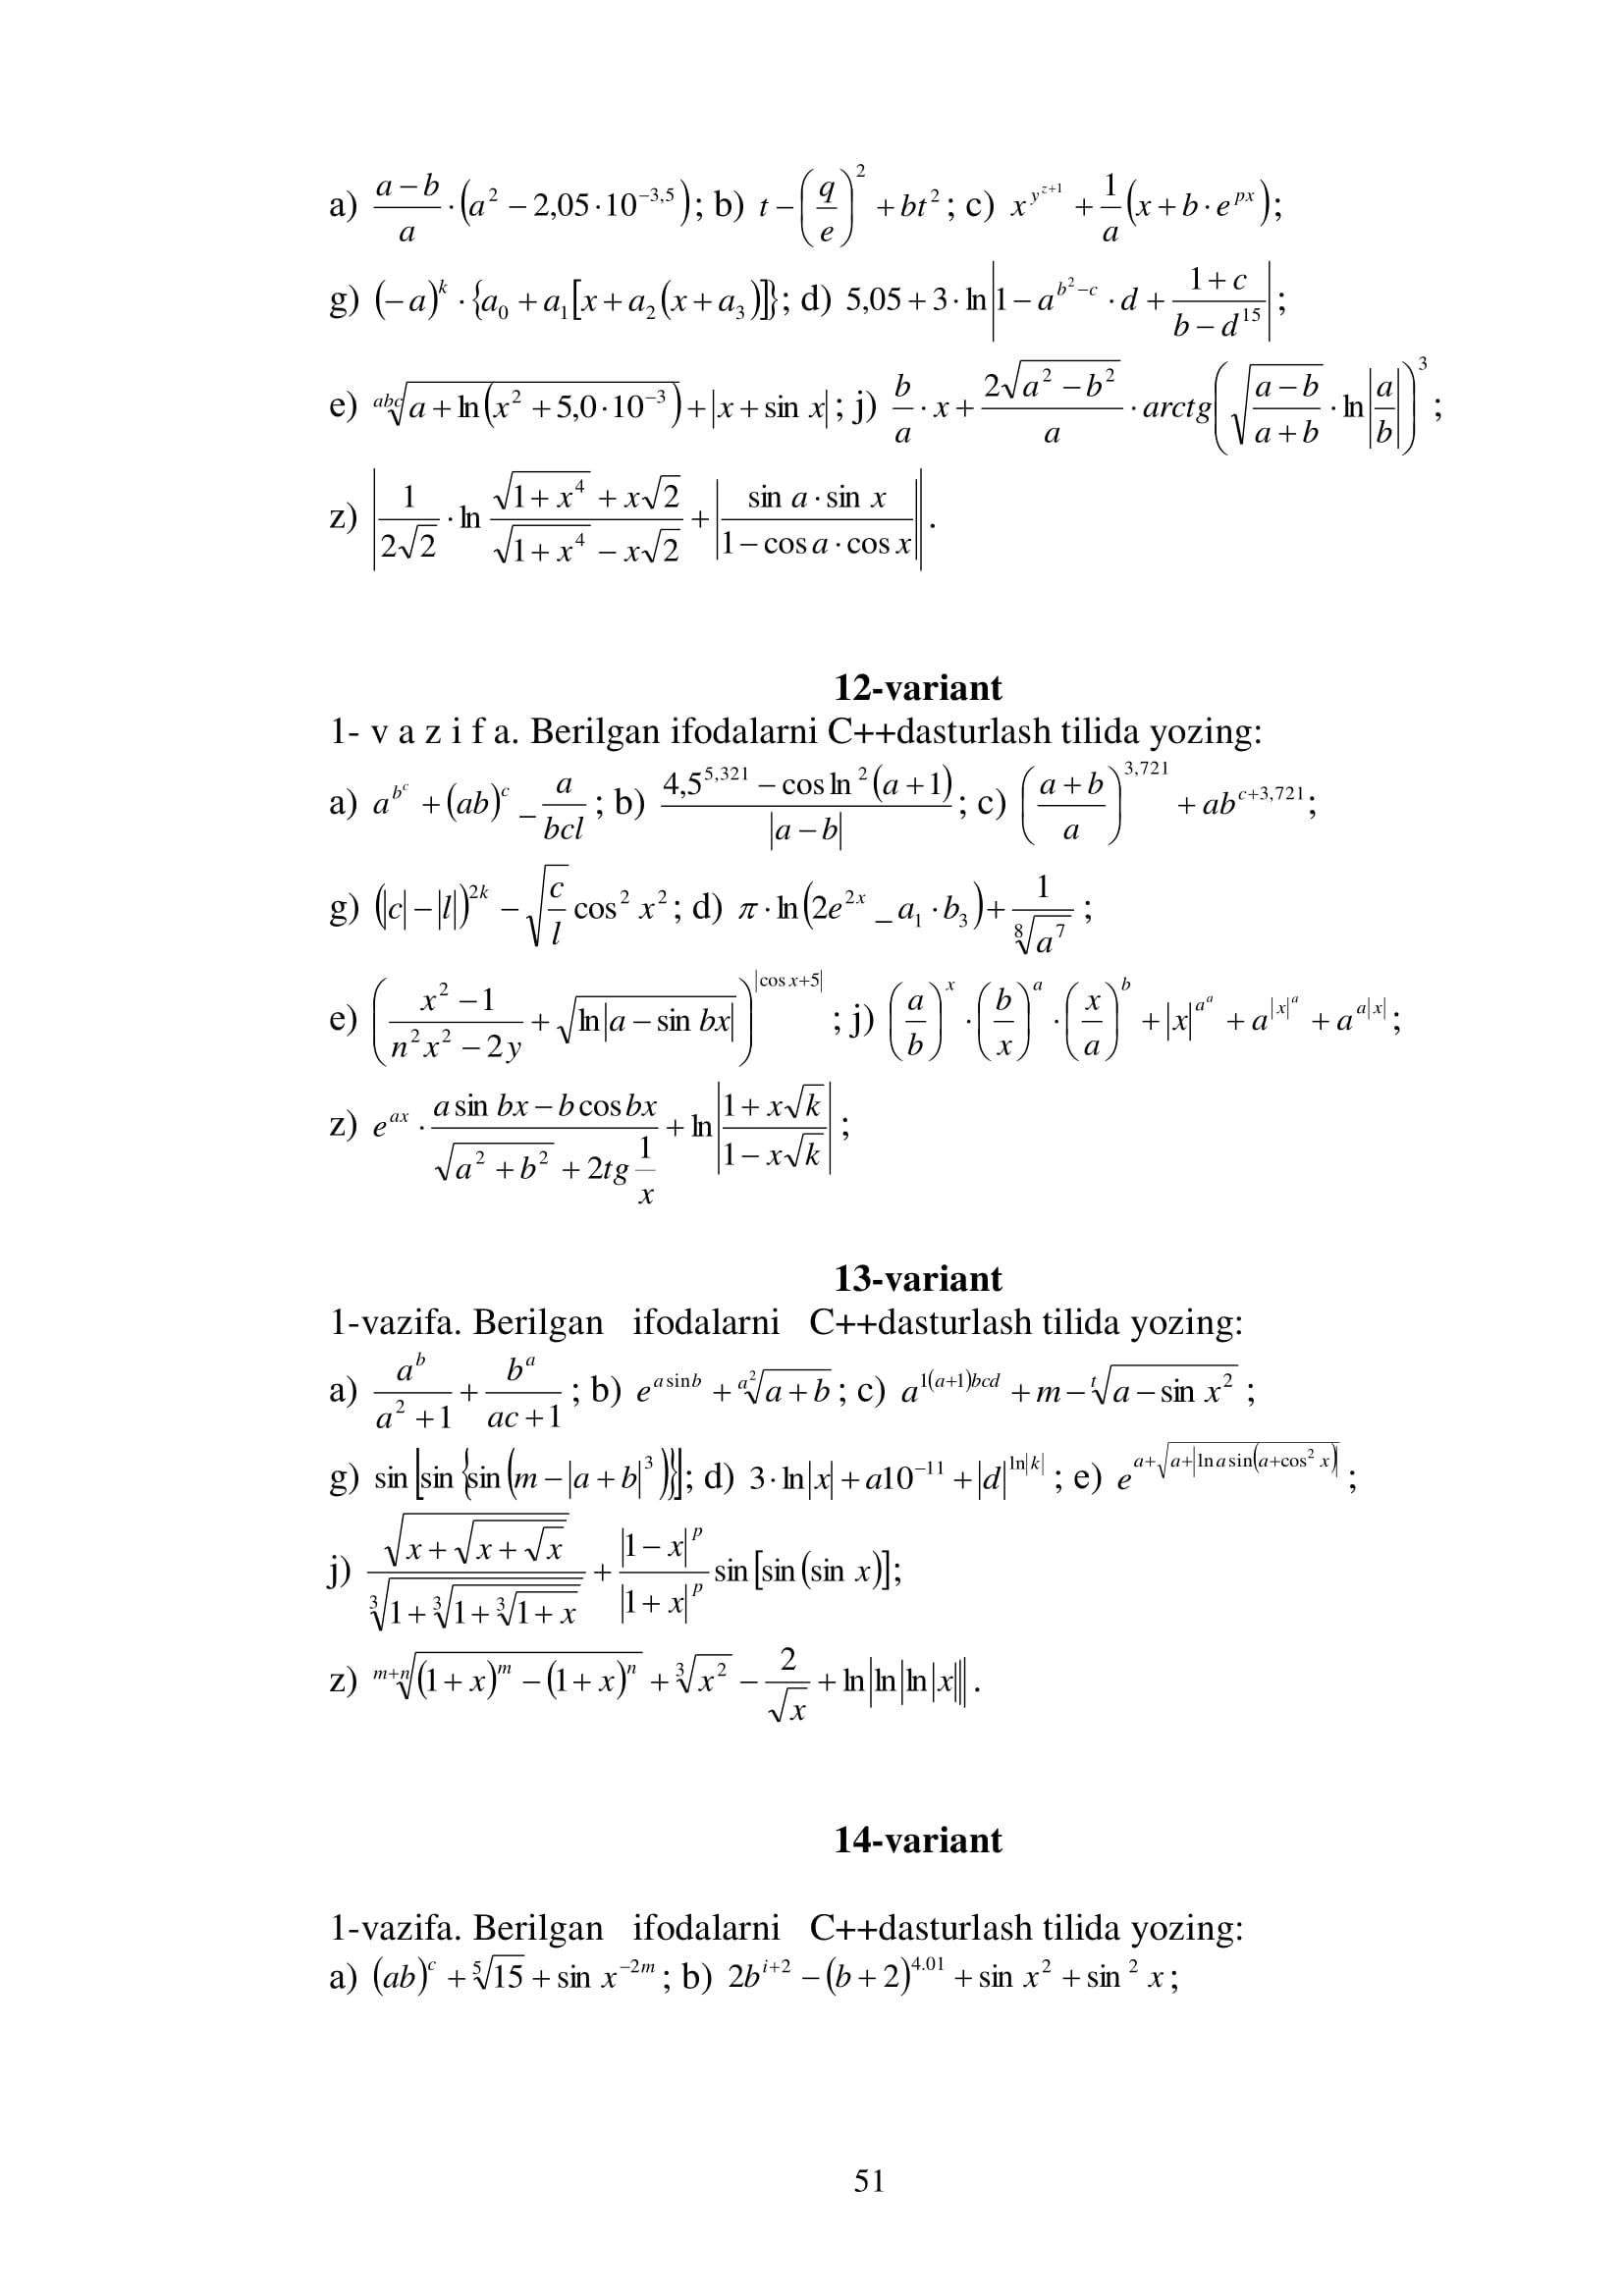 a) $\frac{a-b}{a} \cdot \left(a^2 - 2,05 \cdot 10^{-3,5}\right)$; b) $t - \left(\frac{q}{e}\right)^2 + bt^2$; c) $x^{y^{z+1}} + \frac{1}{a}\left(x + b \cdot e^{px}\right)$;
g) $(-a)^k \cdot \{a_0 + a_1[x + a_2(x + a_3)]\}$; d) $5,05 + 3 \cdot \ln\left|1 - a^{b^2-c} \cdot d + \frac{1+c}{b-d^{15}}\right|$;
e) $\sqrt[abc]{a + \ln\left(x^2 + 5,0 \cdot 10^{-3}\right)} + |x + \sin x|$; j) $\frac{b}{a} \cdot x + \frac{2\sqrt{a^2-b^2}}{a} \cdot arctg\left(\sqrt{\frac{a-b}{a+b}} \cdot \ln\left|\frac{a}{b}\right|\right)^3$;
z) $\left|\frac{1}{2\sqrt{2}} \cdot \ln\frac{\sqrt{1+x^4}+x\sqrt{2}}{\sqrt{1+x^4}-x\sqrt{2}} + \left|\frac{\sin a \cdot \sin x}{1-\cos a \cdot \cos x}\right|\right|$.
12-variant
1- v a z i f a. Berilgan ifodalarni C++dasturlash tilida yozing:
a) $a^{b^c} + (ab)^c \_ \frac{a}{bcl}$; b) $\frac{4,5^{5,321} - \cos\ln^2(a+1)}{|a-b|}$; c) $\left(\frac{a+b}{a}\right)^{3,721} + ab^{c+3,721}$;
g) $(|c|-|l|)^{2k} - \sqrt{\frac{c}{l}}\cos^2 x^2$; d) $\pi \cdot \ln\left(2e^{2x} \_ a_1 \cdot b_3\right) + \frac{1}{\sqrt[8]{a^7}}$;
e) $\left(\frac{x^2-1}{n^2x^2-2y} + \sqrt{\ln|a-\sin bx|}\right)^{|\cos x+5|}$; j) $\left(\frac{a}{b}\right)^x \cdot \left(\frac{b}{x}\right)^a \cdot \left(\frac{x}{a}\right)^b + |x|^{a^a} + a^{|x|^a} + a^{a|x|}$;
z) $e^{ax} \cdot \frac{a\sin bx - b\cos bx}{\sqrt{a^2+b^2}+2tg\frac{1}{x}} + \ln\left|\frac{1+x\sqrt{k}}{1-x\sqrt{k}}\right|$;
13-variant
1-vazifa. Berilgan ifodalarni C++dasturlash tilida yozing:
a) $\frac{a^b}{a^2+1} + \frac{b^a}{ac+1}$; b) $e^{a\sin b} + \sqrt[a^2]{a+b}$; c) $a^{1(a+1)bcd} + m - \sqrt[t]{a-\sin x^2}$;
g) $\sin\left[\sin\left\{\sin\left(m-|a+b|^3\right)\right\}\right]$; d) $3 \cdot \ln|x| + a10^{-11} + |d|^{\ln|k|}$; e) $e^{a+\sqrt{a+|\ln a\sin(a+\cos^2 x)|}}$;
j) $\frac{\sqrt{x+\sqrt{x+\sqrt{x}}}}{\sqrt[3]{1+\sqrt[3]{1+\sqrt[3]{1+x}}}} + \frac{|1-x|^p}{|1+x|^p}\sin[\sin(\sin x)]$;
z) $\sqrt[m+n]{(1+x)^m-(1+x)^n} + \sqrt[3]{x^2} - \frac{2}{\sqrt{x}} + \ln|\ln|\ln|x|||$.
14-variant
1-vazifa. Berilgan ifodalarni C++dasturlash tilida yozing:
a) $(ab)^c + \sqrt[5]{15} + \sin x^{-2m}$; b) $2b^{i+2} - (b+2)^{4.01} + \sin x^2 + \sin^2 x$;
51